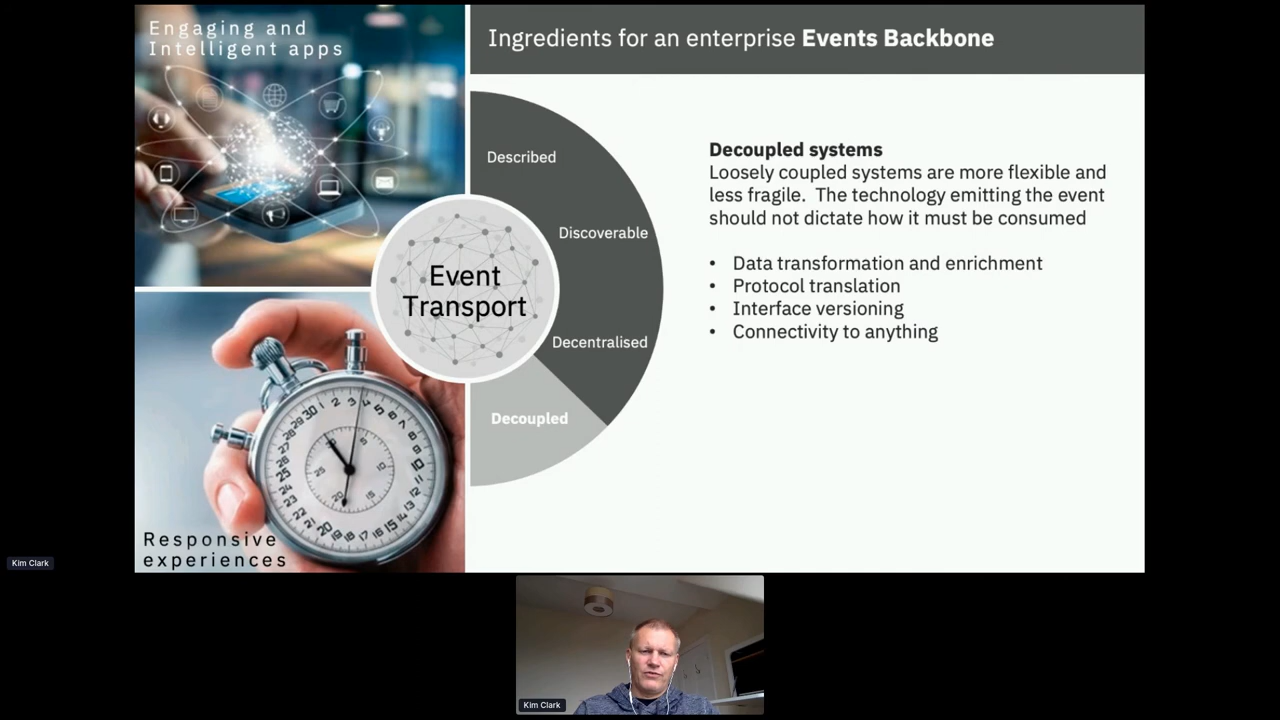 Engaging and
Intelligent apps
Ingredients for an enterprise Events Backbone
Described
Discoverable
Event
Transport
Decentralised
Decoupled
Decoupled systems
Loosely coupled systems are more flexible and
less fragile.  The technology emitting the event
should not dictate how it must be consumed
• Data transformation and enrichment
• Protocol translation
• Interface versioning
• Connectivity to anything
Responsive
experiences
Kim Clark
Kim Clark